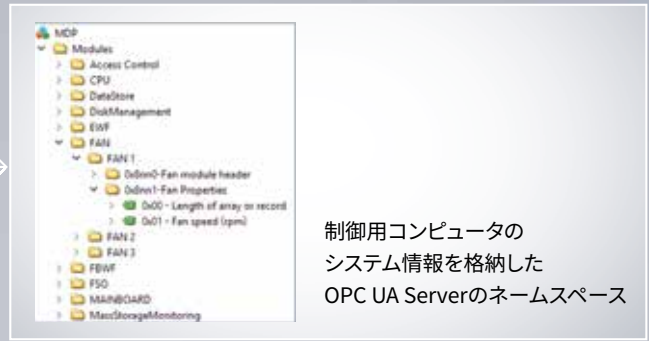 MDP
Modules
Access Control
CPU
DataStore
DiskManagement
EWF
FAN
FAN 1
0x8nn0-Fan module header
0x8nn1-Fan Properties
0x00 - Length of array or record
0x01 - Fan speed (rpm)
FAN 2
FAN 3
FBWF
FSO
MAINBOARD
MassStorageMonitoring
制御用コンピュータの
システム情報を格納した
OPC UA Serverのネームスペース